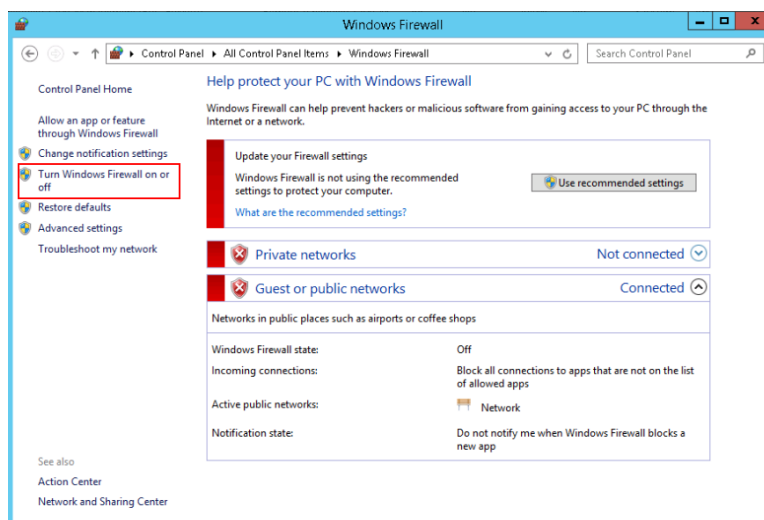 Windows Firewall
Control Panel ▸ All Control Panel Items ▸ Windows Firewall
Search Control Panel
Control Panel Home
Allow an app or feature
through Windows Firewall
Change notification settings
Turn Windows Firewall on or
off
Restore defaults
Advanced settings
Troubleshoot my network
See also
Action Center
Network and Sharing Center
Help protect your PC with Windows Firewall
Windows Firewall can help prevent hackers or malicious software from gaining access to your PC through the
Internet or a network.
Update your Firewall settings
Windows Firewall is not using the recommended
settings to protect your computer.
What are the recommended settings?
Use recommended settings
Private networks
Not connected
Guest or public networks
Connected
Networks in public places such as airports or coffee shops
Windows Firewall state:
Off
Incoming connections:
Block all connections to apps that are not on the list
of allowed apps
Active public networks:
Network
Notification state:
Do not notify me when Windows Firewall blocks a
new app